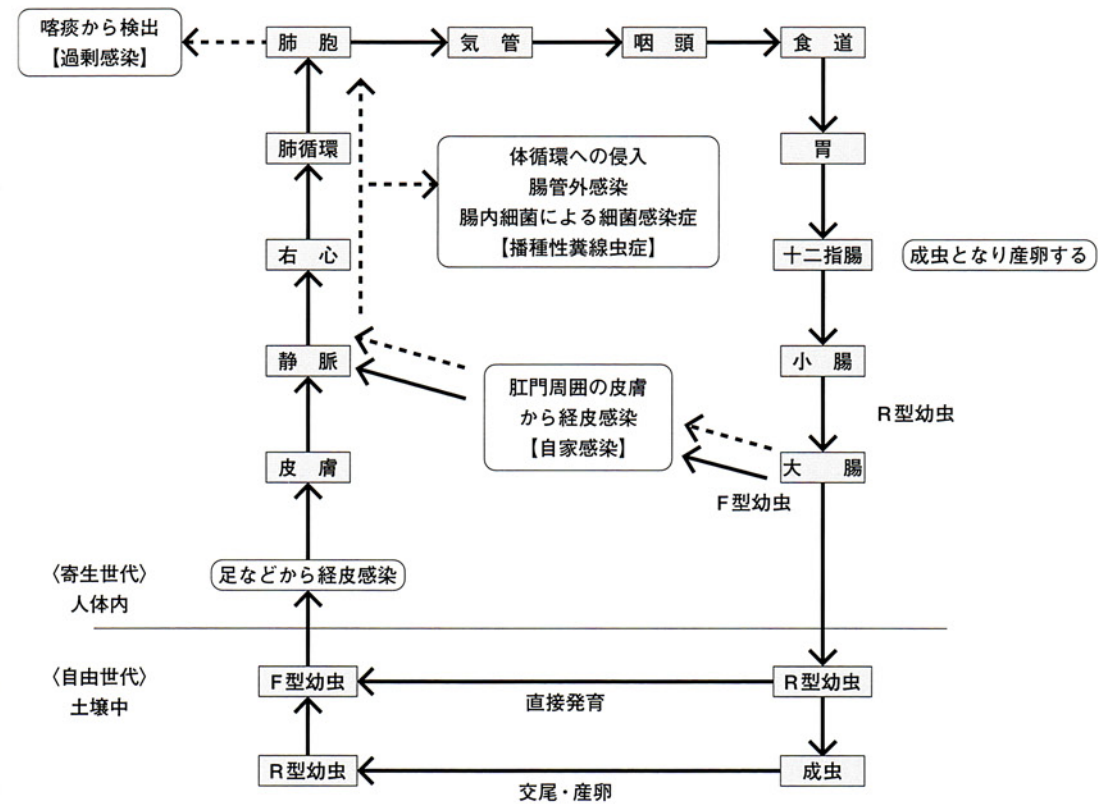 喀痰から検出
【過剰感染】
肺　胞
気　管
咽　頭
食　道
肺循環
胃
体循環への侵入
腸管外感染
腸内細菌による細菌感染症
【播種性糞線虫症】
右　心
十二指腸
成虫となり産卵する
静　脈
小　腸
肛門周囲の皮膚
から経皮感染
【自家感染】
R型幼虫
皮　膚
大　腸
F型幼虫
〈寄生世代〉
人体内
足などから経皮感染
〈自由世代〉
土壌中
F型幼虫
直接発育
R型幼虫
R型幼虫
交尾・産卵
成虫